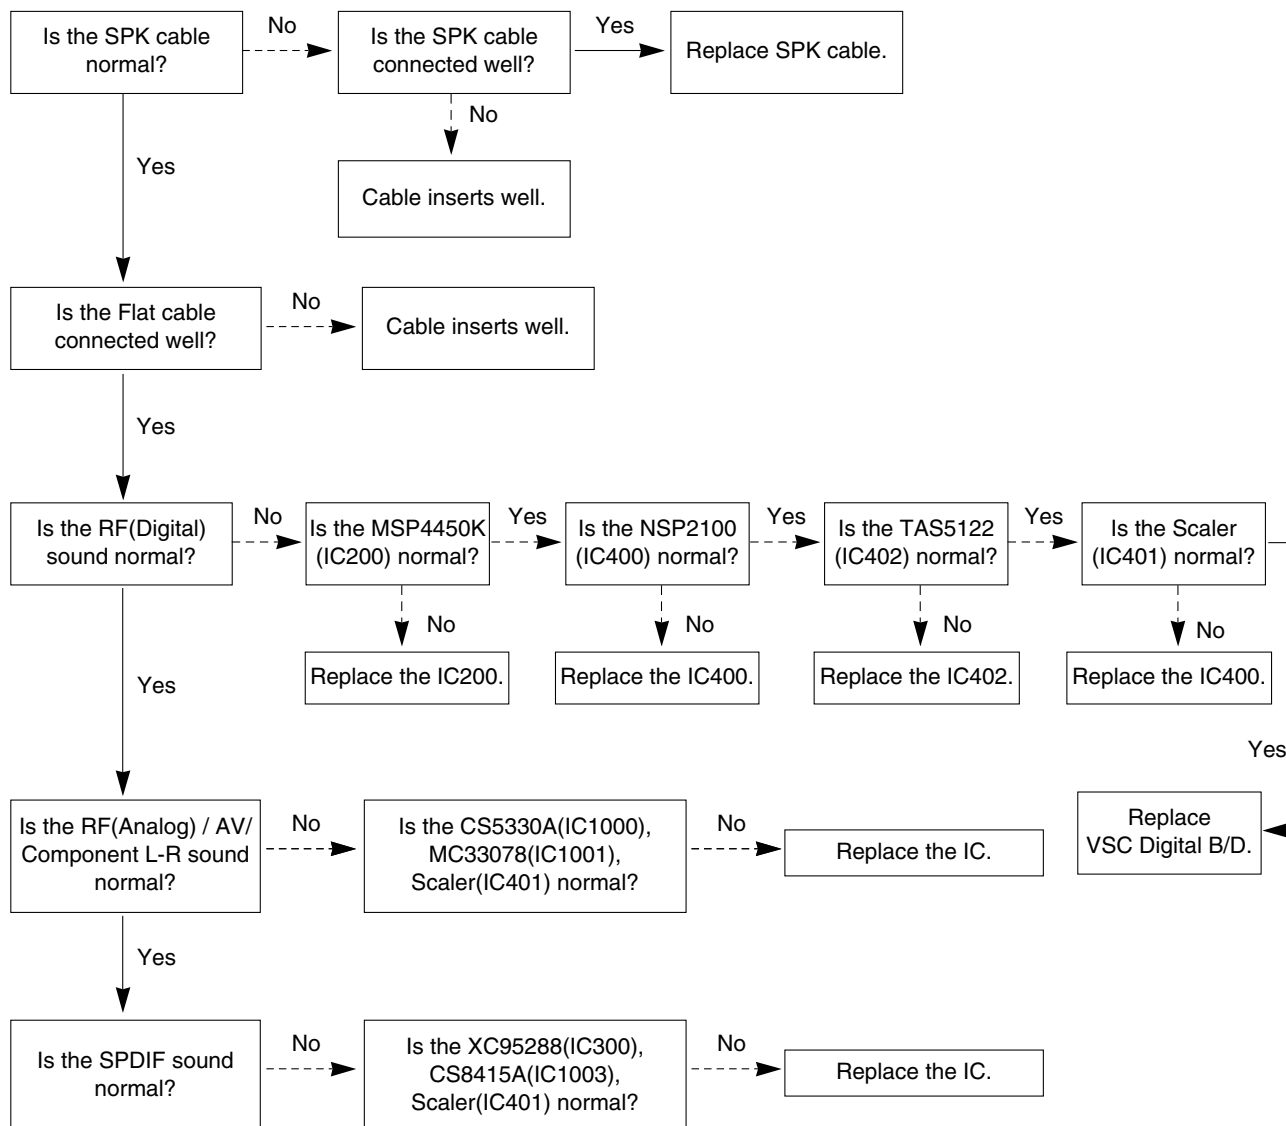 Is the SPK cable
normal?
No
Is the SPK cable
connected well?
Yes
Replace SPK cable.
No
Yes
Cable inserts well.
Is the Flat cable
connected well?
No
Cable inserts well.
Yes
Is the RF(Digital)
sound normal?
No
Is the MSP4450K
(IC200) normal?
Yes
Is the NSP2100
(IC400) normal?
Yes
Is the TAS5122
(IC402) normal?
Yes
Is the Scaler
(IC401) normal?
No
No
No
No
Replace the IC200.
Replace the IC400.
Replace the IC402.
Replace the IC400.
Yes
Yes
Is the RF(Analog) / AV/
Component L-R sound
normal?
No
Is the CS5330A(IC1000),
MC33078(IC1001),
Scaler(IC401) normal?
No
Replace the IC.
Replace
VSC Digital B/D.
Yes
Is the SPDIF sound
normal?
No
Is the XC95288(IC300),
CS8415A(IC1003),
Scaler(IC401) normal?
No
Replace the IC.